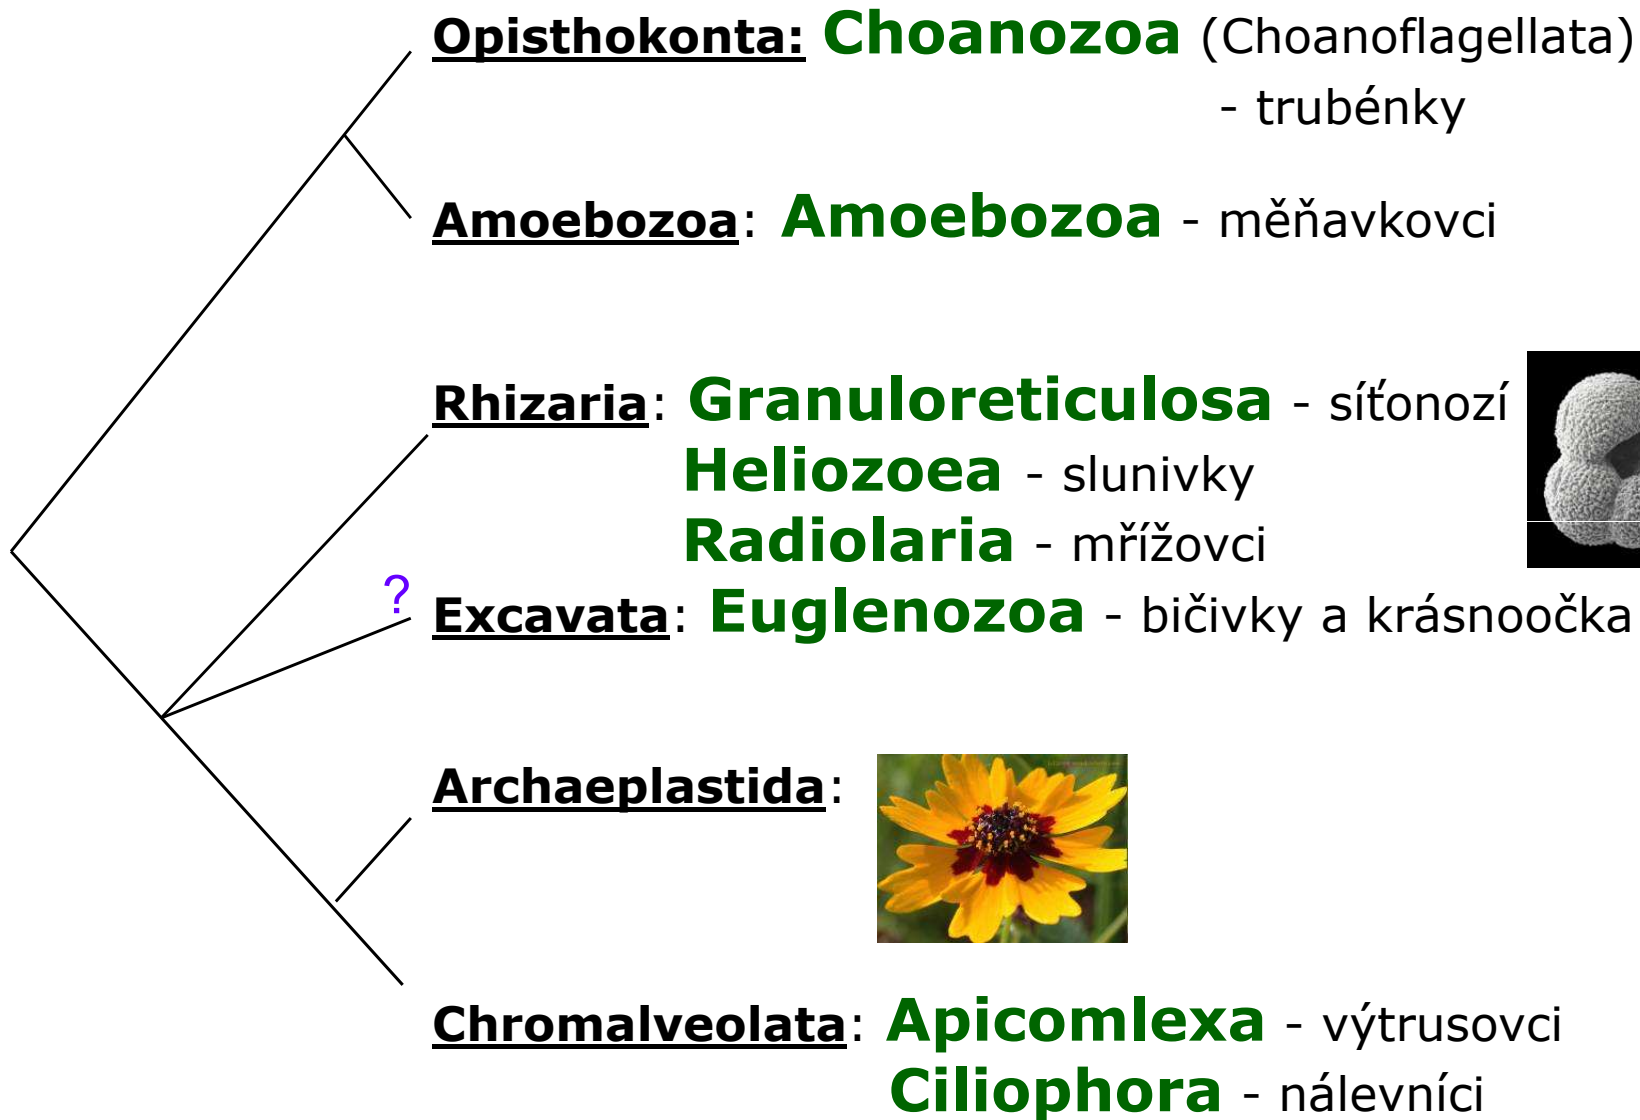 Opisthokonta: Choanozoa (Choanoflagellata)
- trubénky
Amoebozoa: Amoebozoa - měňavkovci
Rhizaria: Granuloreticulosa - síťonozí
Heliozoea - slunivky
Radiolaria - mřížovci
?
Excavata: Euglenozoa - bičivky a krásnoočka
Archaeplastida:
Chromalveolata: Apicomlexa - výtrusovci
Ciliophora - nálevníci